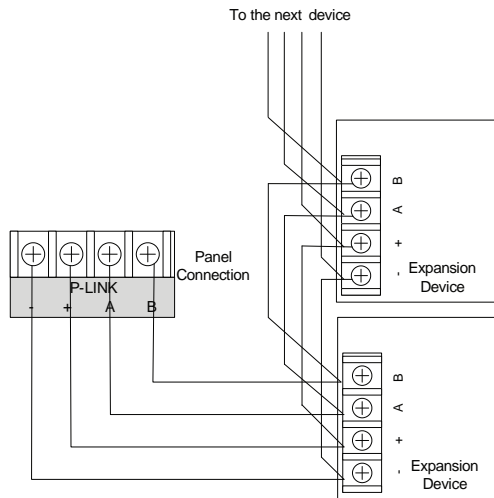 To the next device
B
A
+
-
Expansion
Device
Panel
Connection
P-LINK
- + A B
B
A
+
-
Expansion
Device